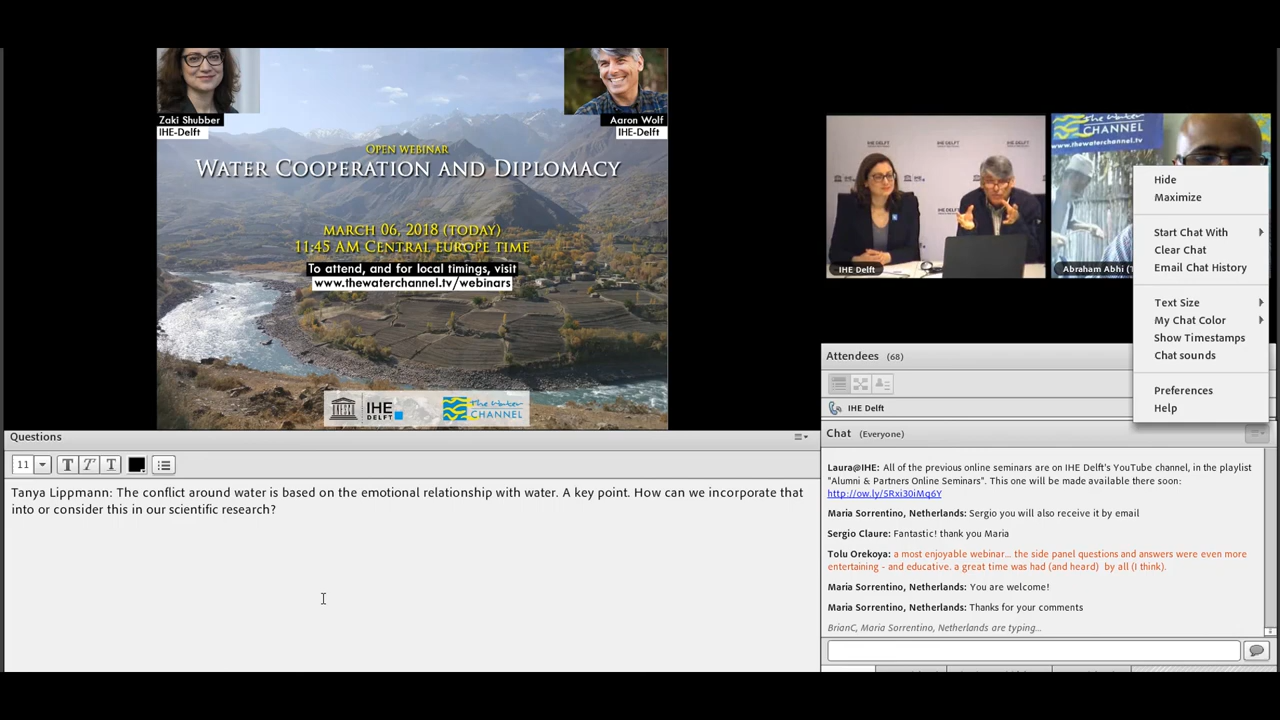 Zaki Shubber
IHE-Delft
Aaron Wolf
IHE-Delft
OPEN WEBINAR
WATER COOPERATION AND DIPLOMACY
MARCH 06, 2018 (TODAY)
11:45 AM CENTRAL EUROPE TIME
To attend, and for local timings, visit
www.thewaterchannel.tv/webinars
unesco
IHE
DELFT
The Water
CHANNEL
IHE DELFT
IHE Delft
The Water
CHANNEL
www.thewaterchannel.tv
Abraham Abhi (T
Hide
Maximize
Start Chat With
Clear Chat
Email Chat History
Text Size
My Chat Color
Show Timestamps
Chat sounds
Preferences
Help
Attendees (68)
IHE Delft
Questions
11
T T T
Tanya Lippmann: The conflict around water is based on the emotional relationship with water. A key point. How can we incorporate that
into or consider this in our scientific research?
Chat (Everyone)
Laura@IHE: All of the previous online seminars are on IHE Delft's YouTube channel, in the playlist
"Alumni & Partners Online Seminars". This one will be made available there soon:
http://ow.ly/5Rxi30iMq6Y
Maria Sorrentino, Netherlands: Sergio you will also receive it by email
Sergio Claure: Fantastic! thank you Maria
Tolu Orekoya: a most enjoyable webinar... the side panel questions and answers were even more
entertaining - and educative. a great time was had (and heard) by all (I think).
Maria Sorrentino, Netherlands: You are welcome!
Maria Sorrentino, Netherlands: Thanks for your comments
BrianC, Maria Sorrentino, Netherlands are typing...